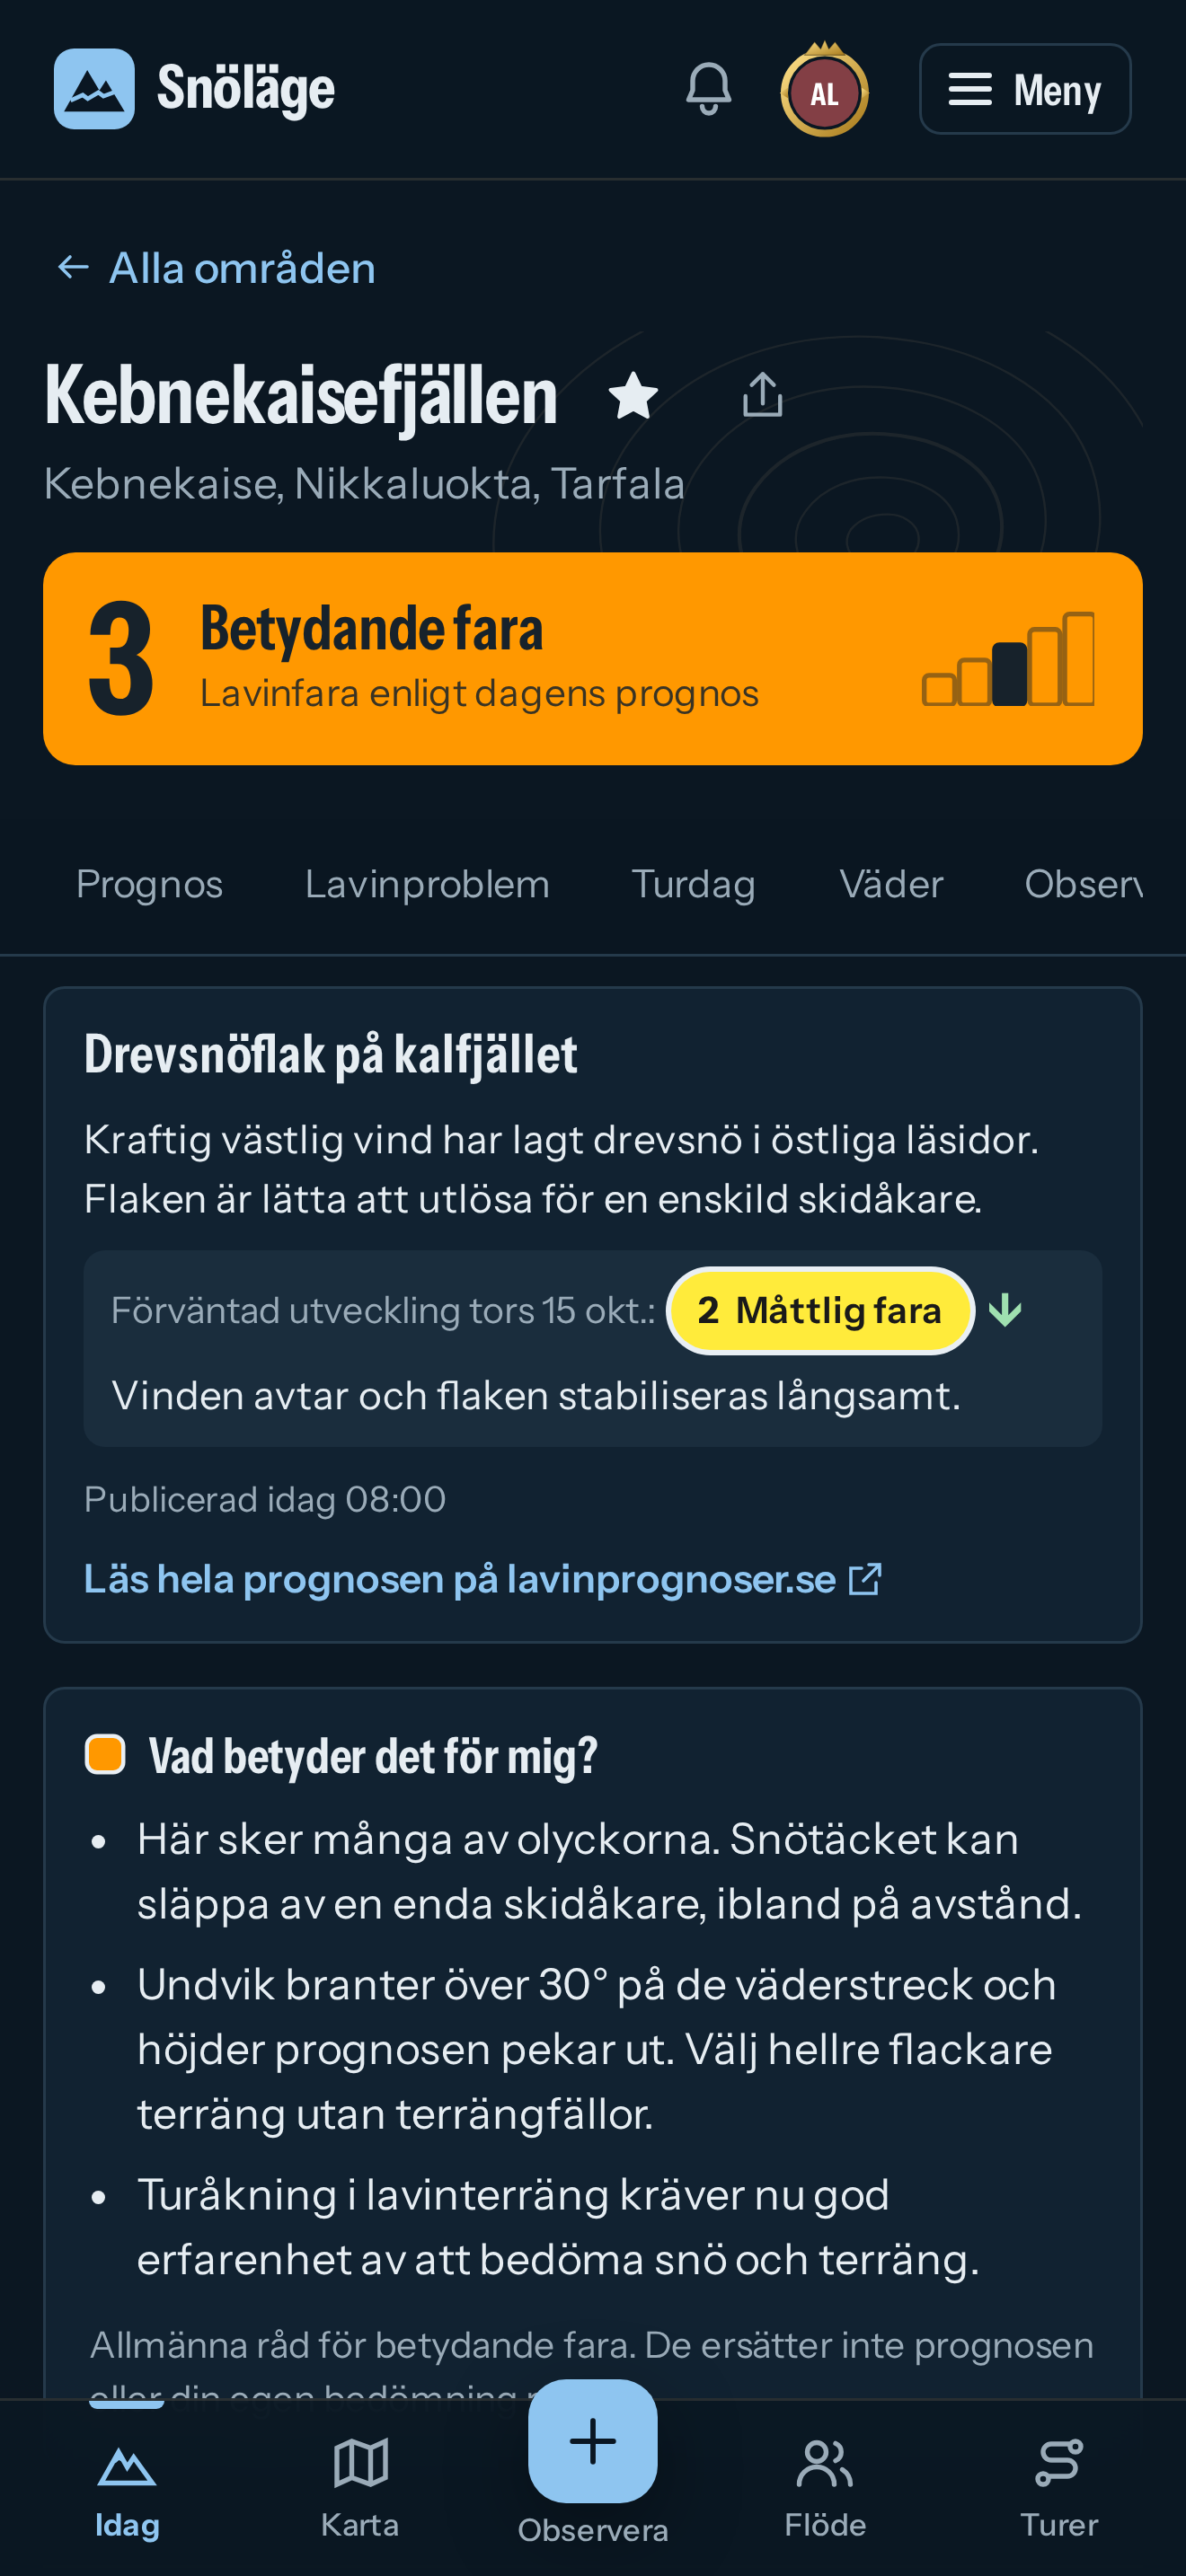 Snöläge
AL
Meny
← Alla områden
Kebnekaisefjällen
Kebnekaise, Nikkaluokta, Tarfala
3
Betydande fara
Lavinfara enligt dagens prognos
Prognos Lavinproblem Turdag Väder Observ
Drevsnöflak på kalfjället
Kraftig västlig vind har lagt drevsnö i östliga läsidor.
Flaken är lätta att utlösa för en enskild skidåkare.
Förväntad utveckling tors 15 okt.: 2 Måttlig fara ↓
Vinden avtar och flaken stabiliseras långsamt.
Publicerad idag 08:00
Läs hela prognosen på lavinprognoser.se
Vad betyder det för mig?
• Här sker många av olyckorna. Snötäcket kan
släppa av en enda skidåkare, ibland på avstånd.
• Undvik branter över 30° på de väderstreck och
höjder prognosen pekar ut. Välj hellre flackare
terräng utan terrängfällor.
• Turåkning i lavinterräng kräver nu god
erfarenhet av att bedöma snö och terräng.
Allmänna råd för betydande fara. De ersätter inte prognosen
eller din egen bedömning
Idag Karta Observera Flöde Turer